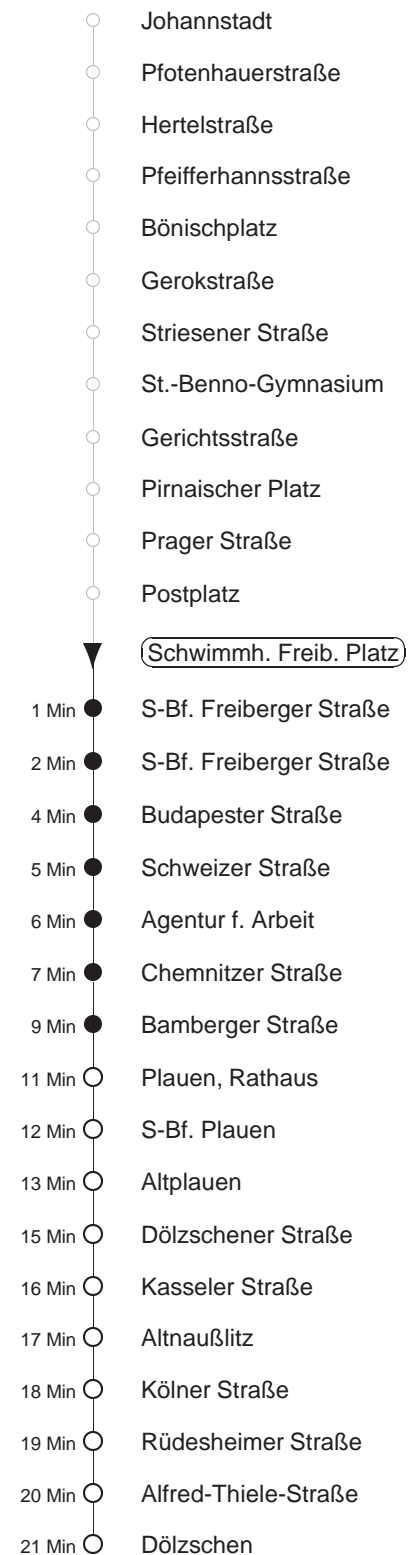 Johannstadt
Pfotenhauerstraße
Hertelstraße
Pfeifferhannsstraße
Bönischplatz
Gerokstraße
Striesener Straße
St.-Benno-Gymnasium
Gerichtsstraße
Pirnaischer Platz
Prager Straße
Postplatz
Schwimmh. Freib. Platz
1 Min S-Bf. Freiberger Straße
2 Min S-Bf. Freiberger Straße
4 Min Budapester Straße
5 Min Schweizer Straße
6 Min Agentur f. Arbeit
7 Min Chemnitzer Straße
9 Min Bamberger Straße
11 Min Plauen, Rathaus
12 Min S-Bf. Plauen
13 Min Altplauen
15 Min Dölzschener Straße
16 Min Kasseler Straße
17 Min Altnaußlitz
18 Min Kölner Straße
19 Min Rüdesheimer Straße
20 Min Alfred-Thiele-Straße
21 Min Dölzschen